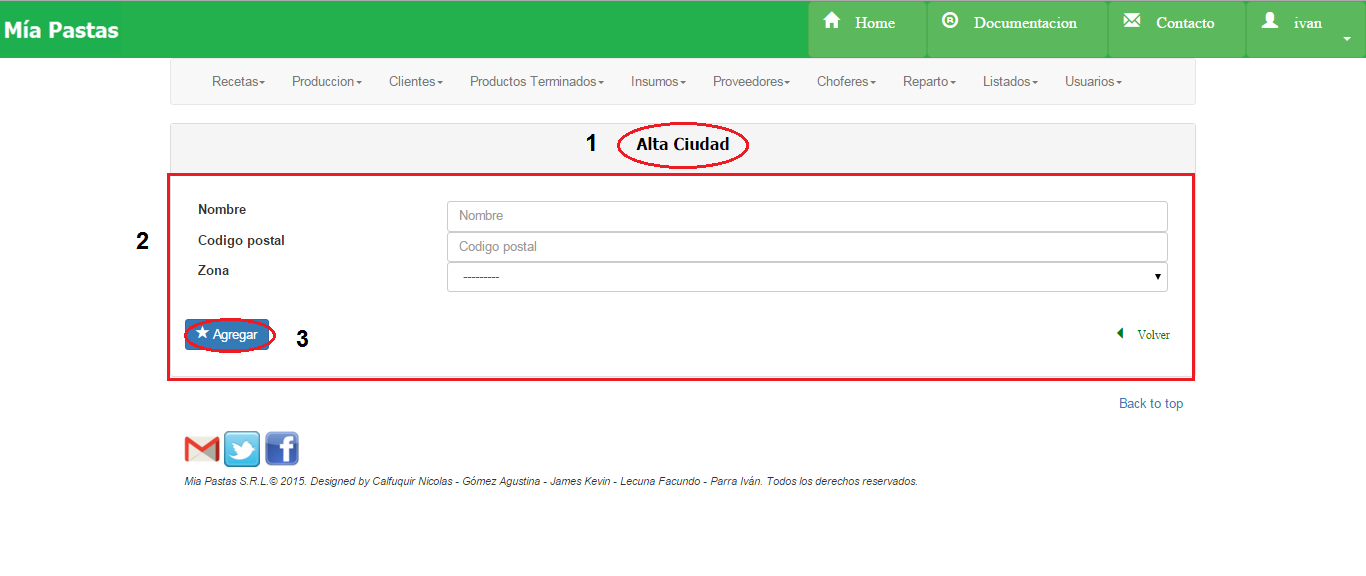 Mía Pastas Home Documentacion Contacto ivan
Recetas Produccion Clientes Productos Terminados Insumos Proveedores Choferes Reparto Listados Usuarios
1 Alta Ciudad
2
Nombre Nombre
Codigo postal Codigo postal
Zona ---------
Agregar 3 Volver
Back to top
Mia Pastas S.R.L.© 2015. Designed by Calfuquir Nicolas - Gómez Agustina - James Kevin - Lecuna Facundo - Parra Iván. Todos los derechos reservados.